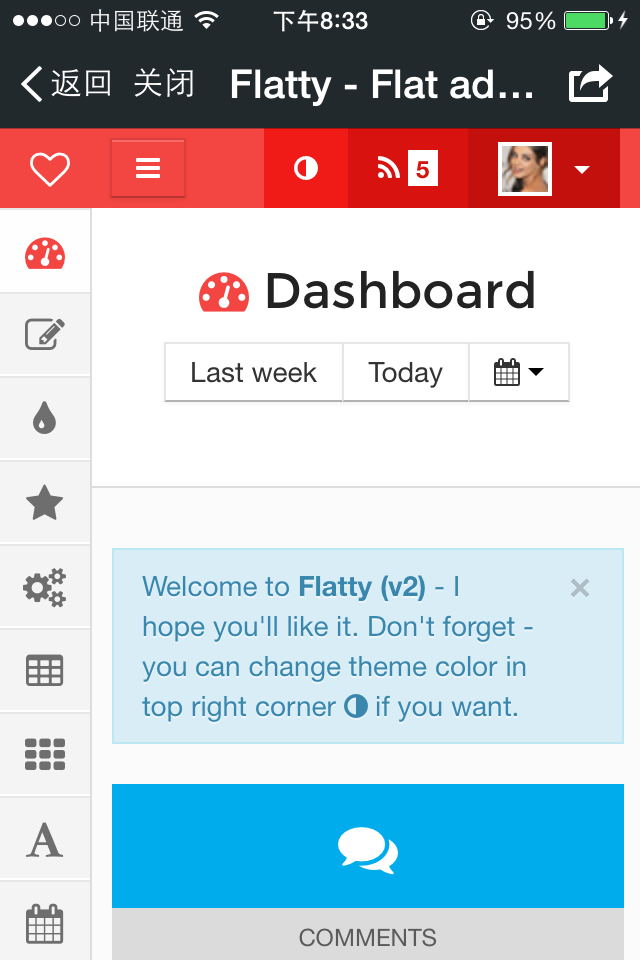 中国联通 下午8:33 95%
返回 关闭 Flatty - Flat ad...
5
Dashboard
Last week Today
Welcome to Flatty (v2) - I
hope you'll like it. Don't forget -
you can change theme color in
top right corner if you want.
×
COMMENTS